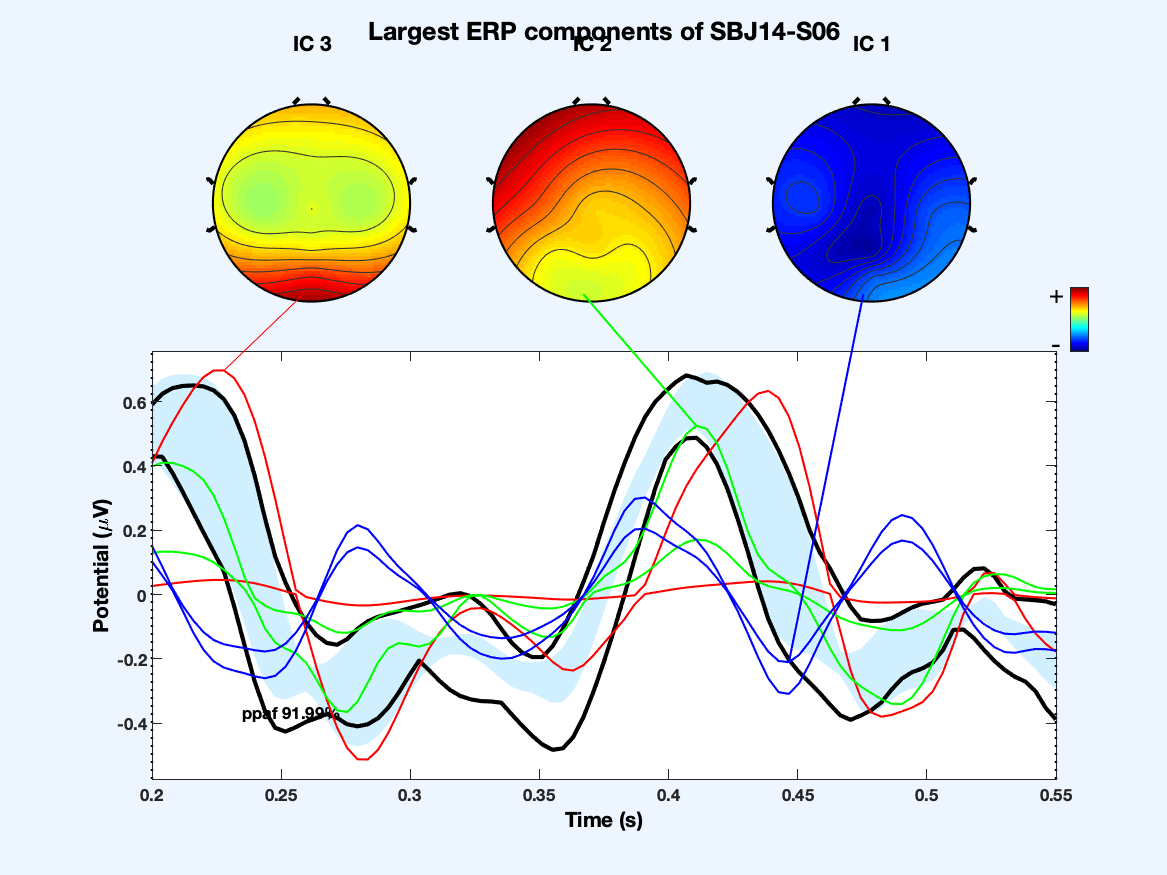 Largest ERP components of SBJ14-S06
IC 3
IC 2
IC 1
+
-
0.6
0.4
0.2
0
-0.2
-0.4
Potential (μV)
ppaf 91.99%
0.2 0.25 0.3 0.35 0.4 0.45 0.5 0.55
Time (s)